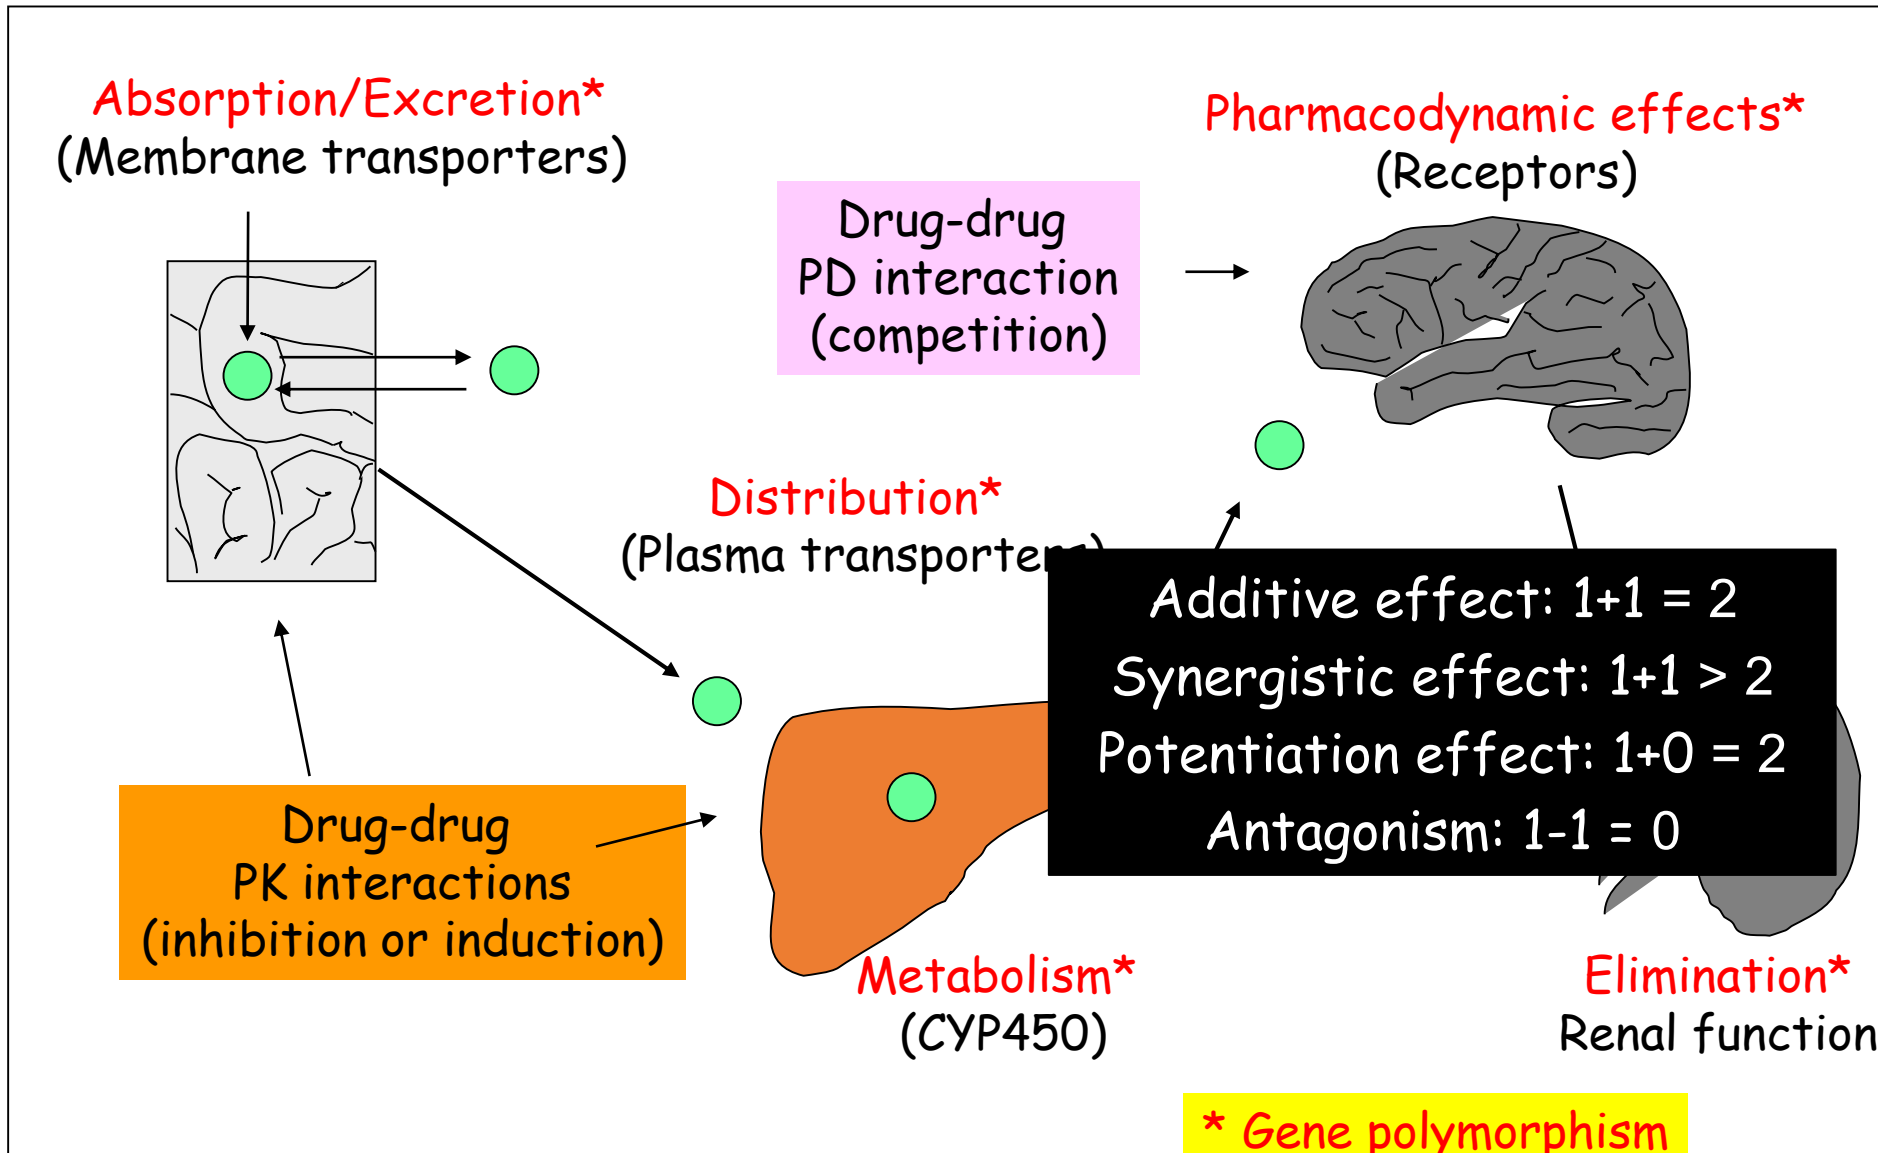 Absorption/Excretion*
(Membrane transporters)
Pharmacodynamic effects*
(Receptors)
Drug-drug
PD interaction
(competition)
Distribution*
(Plasma transporters)
Additive effect: 1+1 = 2
Synergistic effect: 1+1 > 2
Potentiation effect: 1+0 = 2
Antagonism: 1-1 = 0
Drug-drug
PK interactions
(inhibition or induction)
Metabolism*
(CYP450)
Elimination*
Renal function
* Gene polymorphism